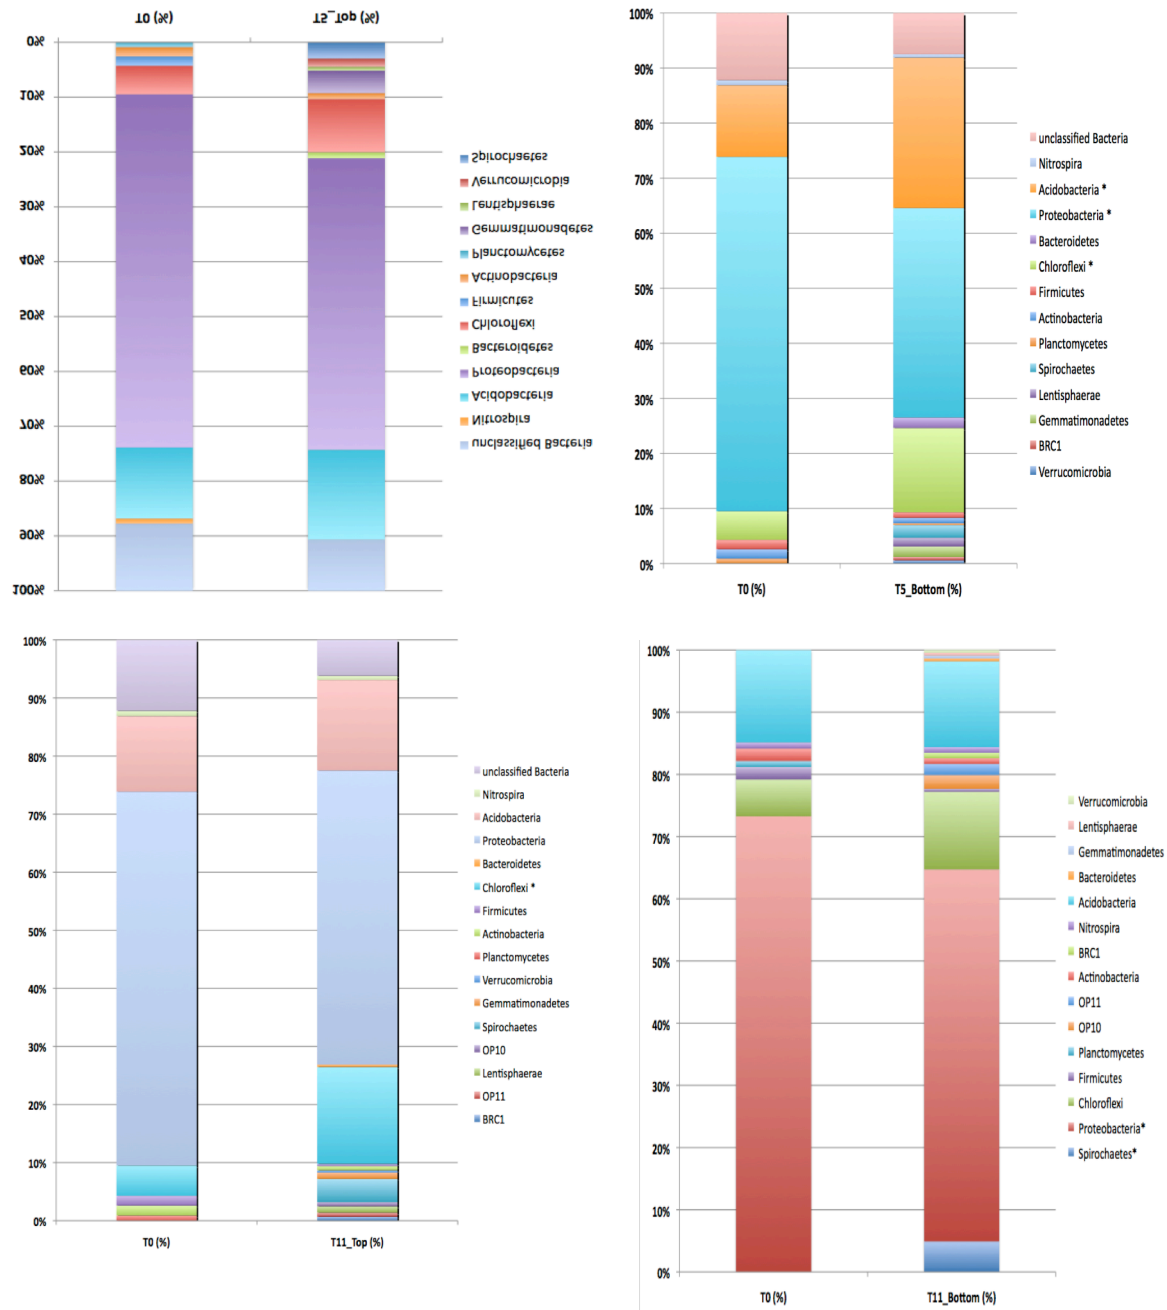 T0 (%) T5_Top (%)
0%
10%
20%
30%
40%
50%
60%
70%
80%
90%
100%
Spirochaetes
Verrucomicrobia
Lentisphaerae
Gemmatimonadetes
Planctomycetes
Actinobacteria
Firmicutes
Chloroflexi
Bacteroidetes
Proteobacteria
Acidobacteria
Nitrospira
unclassified Bacteria
100%
90%
80%
70%
60%
50%
40%
30%
20%
10%
0%
T0 (%) T5_Bottom (%)
unclassified Bacteria
Nitrospira
Acidobacteria *
Proteobacteria *
Bacteroidetes
Chloroflexi *
Firmicutes
Actinobacteria
Planctomycetes
Spirochaetes
Lentisphaerae
Gemmatimonadetes
BRC1
Verrucomicrobia
100%
90%
80%
70%
60%
50%
40%
30%
20%
10%
0%
T0 (%) T11_Top (%)
unclassified Bacteria
Nitrospira
Acidobacteria
Proteobacteria
Bacteroidetes
Chloroflexi *
Firmicutes
Actinobacteria
Planctomycetes
Verrucomicrobia
Gemmatimonadetes
Spirochaetes
OP10
Lentisphaerae
OP11
BRC1
100%
90%
80%
70%
60%
50%
40%
30%
20%
10%
0%
T0 (%) T11_Bottom (%)
Verrucomicrobia
Lentisphaerae
Gemmatimonadetes
Bacteroidetes
Acidobacteria
Nitrospira
BRC1
Actinobacteria
OP11
OP10
Planctomycetes
Firmicutes
Chloroflexi
Proteobacteria*
Spirochaetes*